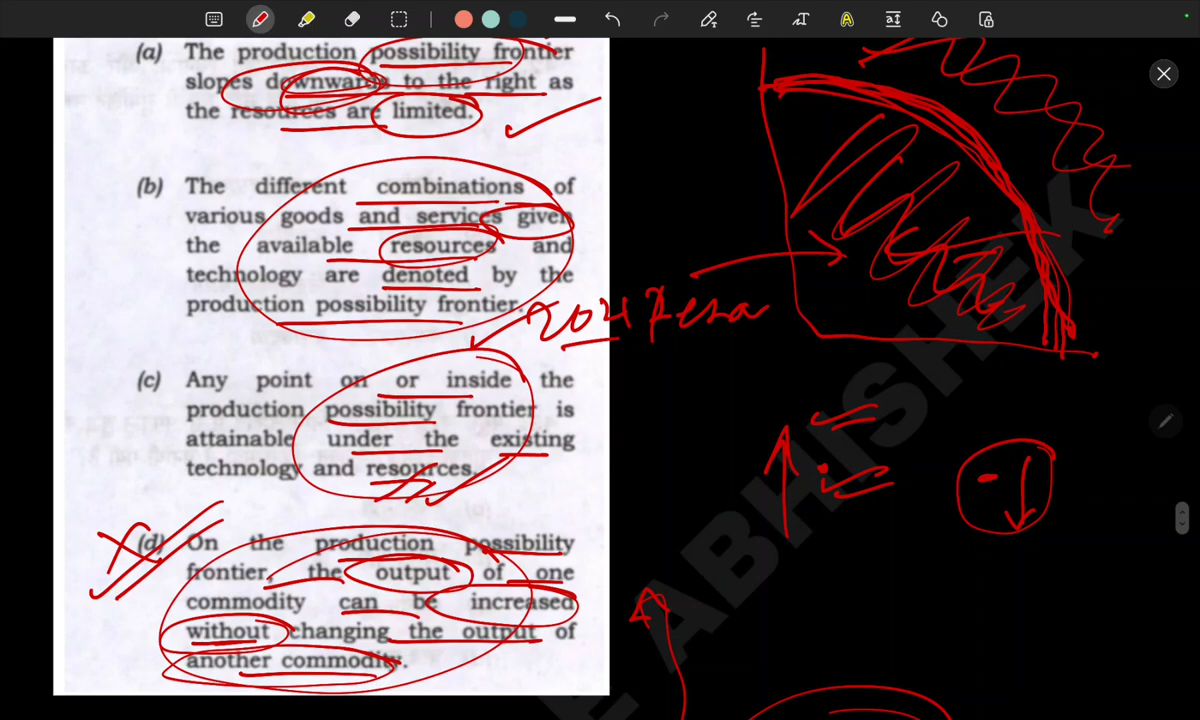 (a) The production possibility frontier
slopes downwards to the right as
the resources are limited.
(b) The different combinations of
various goods and services given
the available resources and
technology are denoted by the
production possibility frontier.
(c) Any point on or inside the
production possibility frontier is
attainable under the existing
technology and resources.
(d) On the production possibility
frontier, the output of one
commodity can be increased
without changing the output of
another commodity.
ABHISHEK